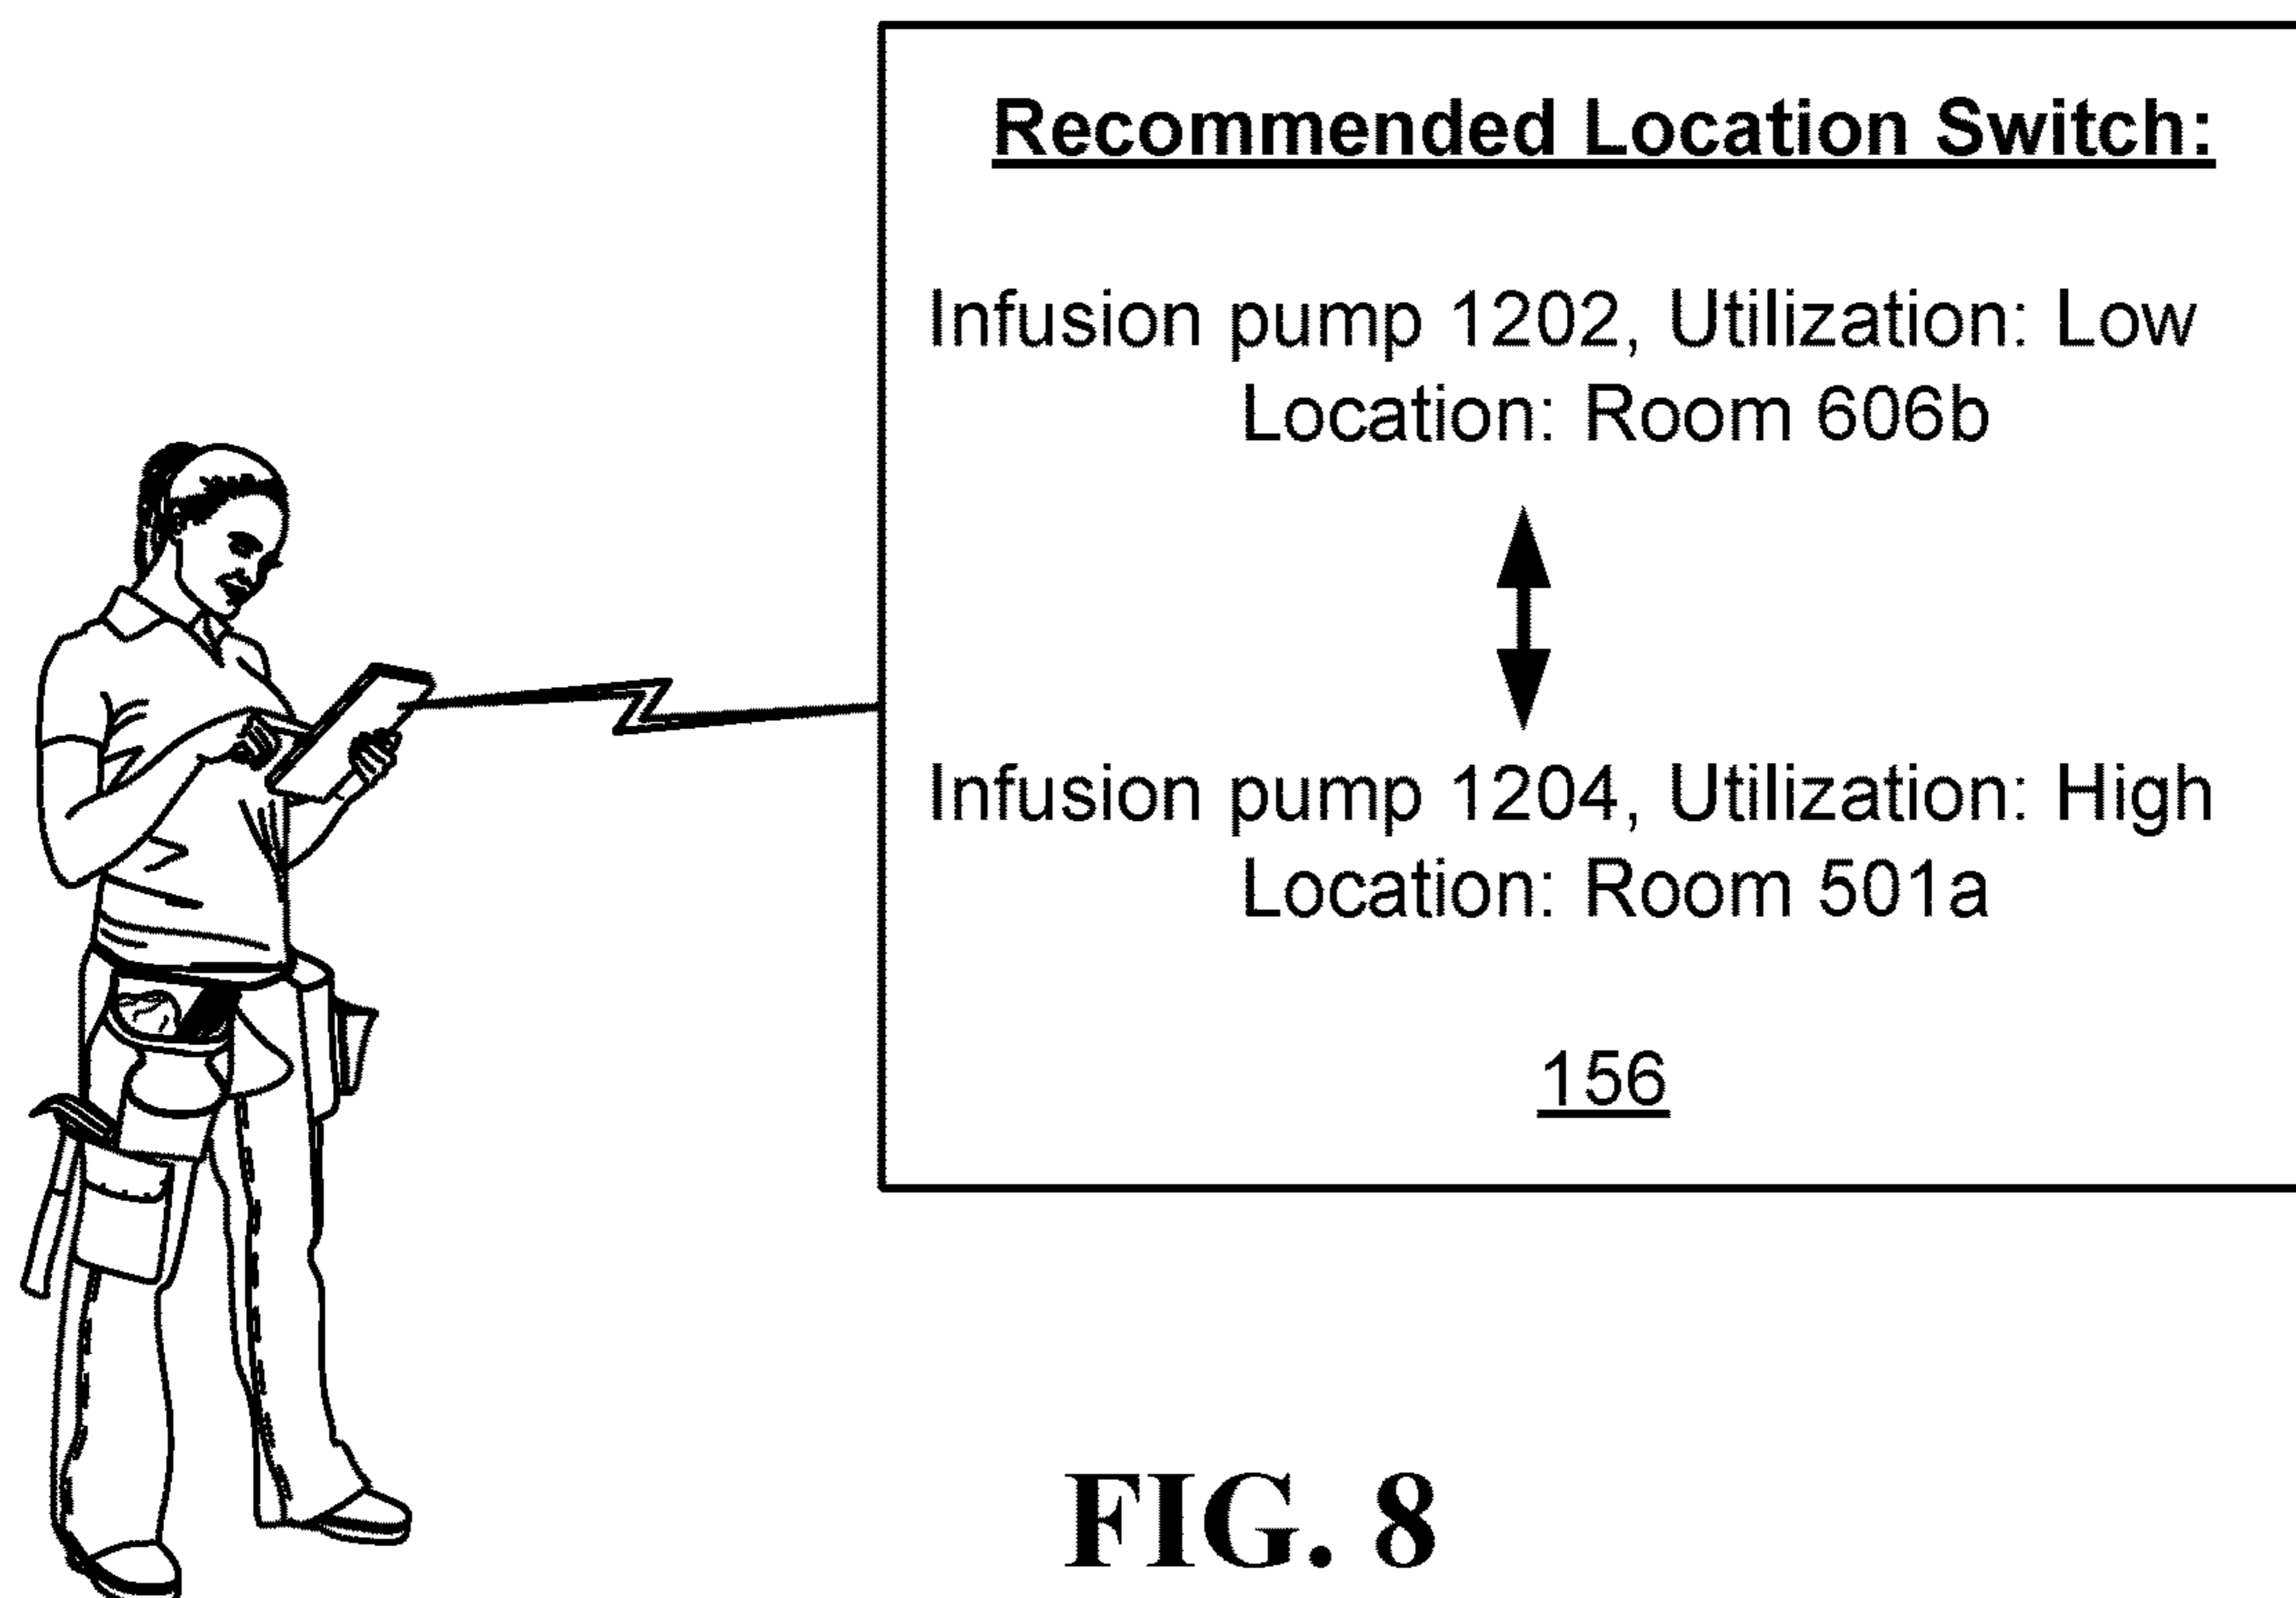 Recommended Location Switch:
Infusion pump 1202, Utilization: Low
Location: Room 606b
Infusion pump 1204, Utilization: High
Location: Room 501a
156
FIG. 8